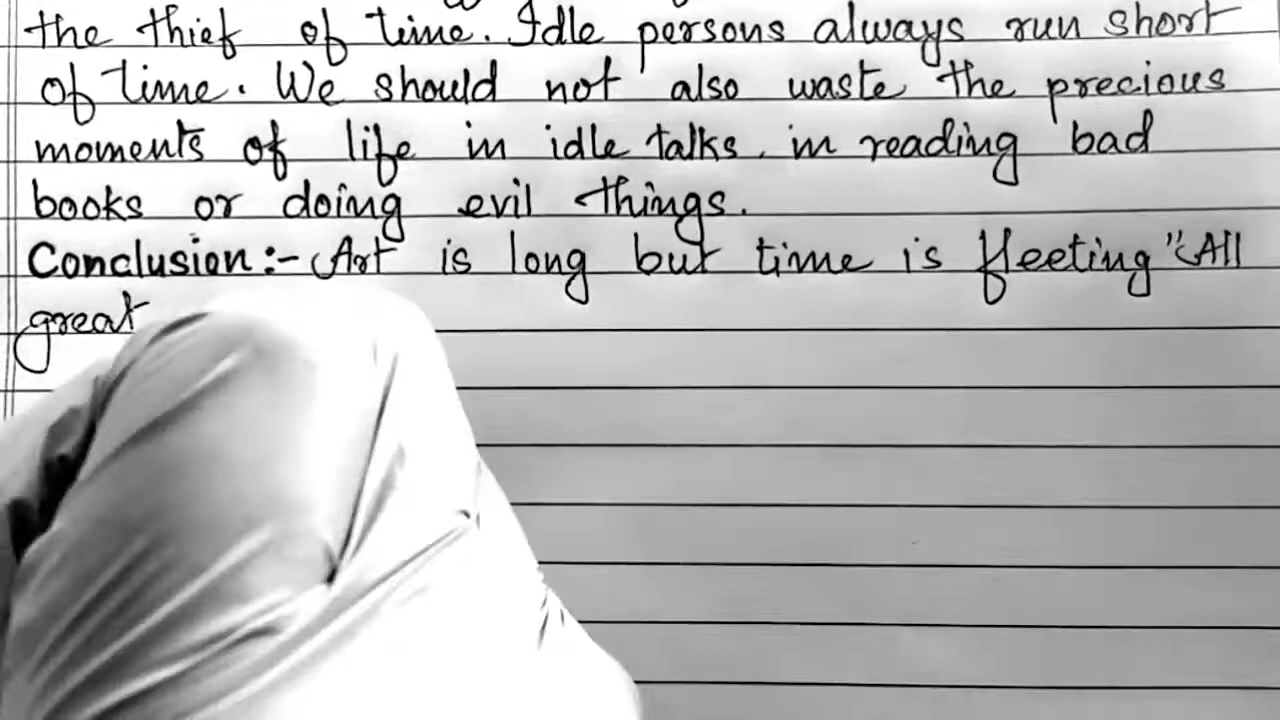 the thief of time. Idle persons always run short
of time. We should not also waste the precious
moments of life in idle talks, in reading bad
books or doing evil things.
Conclusion:- Art is long but time is fleeting" All
great